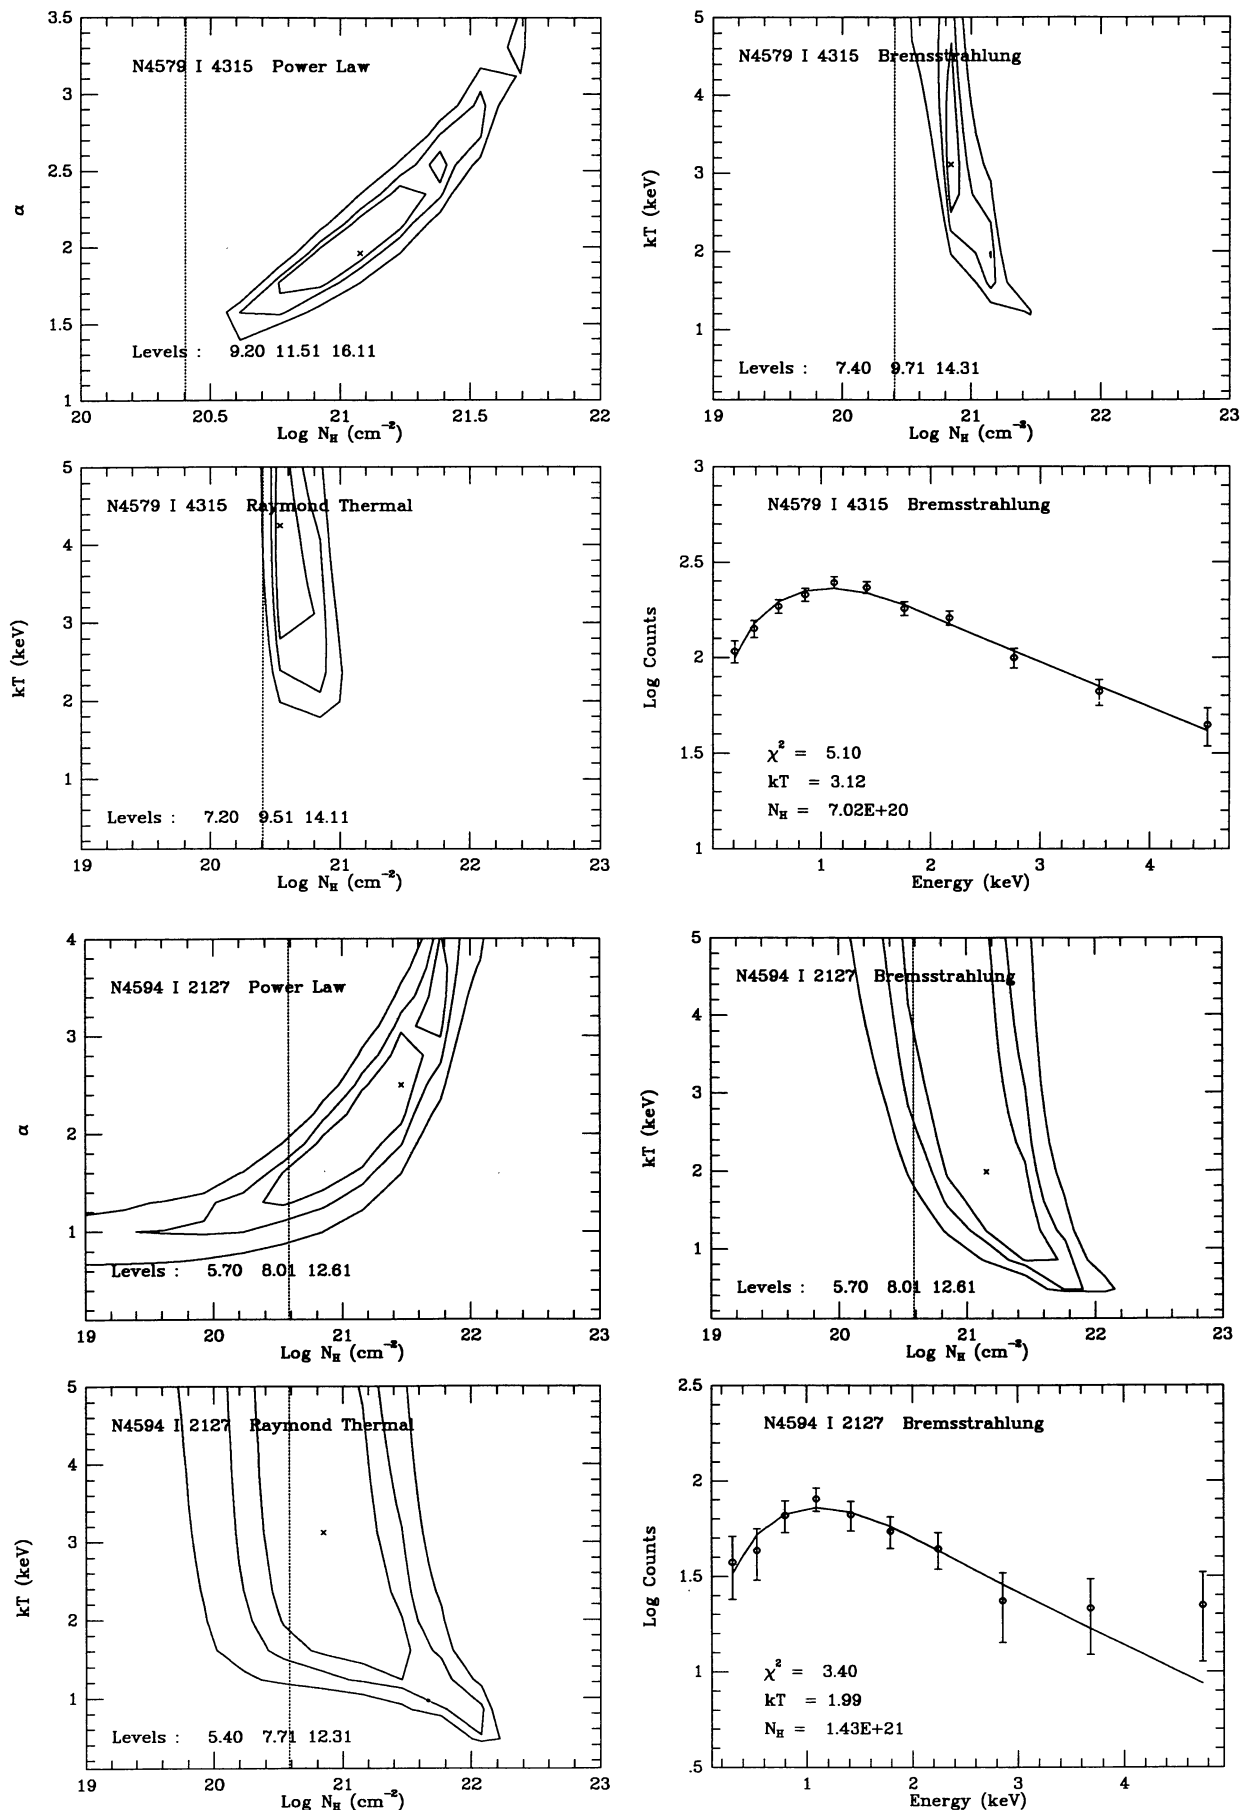 3.5
3
2.5
2
1.5
1
α
N4579 I 4315 Power Law
Levels : 9.20 11.51 16.11
20 20.5 21 21.5 22
Log N_H (cm⁻²)
5
4
3
2
1
kT (keV)
N4579 I 4315 Bremsstrahlung
Levels : 7.40 9.71 14.31
19 20 21 22 23
Log N_H (cm⁻²)
5
4
3
2
1
kT (keV)
N4579 I 4315 Raymond Thermal
Levels : 7.20 9.51 14.11
19 20 21 22 23
Log N_H (cm⁻²)
3
2.5
2
1.5
1
Log Counts
N4579 I 4315 Bremsstrahlung
χ² = 5.10
kT = 3.12
N_H = 7.02E+20
1 2 3 4
Energy (keV)
4
3
2
1
α
N4594 I 2127 Power Law
Levels : 5.70 8.01 12.61
19 20 21 22 23
Log N_H (cm⁻²)
5
4
3
2
1
kT (keV)
N4594 I 2127 Bremsstrahlung
Levels : 5.70 8.01 12.61
19 20 21 22 23
Log N_H (cm⁻²)
5
4
3
2
1
kT (keV)
N4594 I 2127 Raymond Thermal
Levels : 5.40 7.71 12.31
19 20 21 22 23
Log N_H (cm⁻²)
2.5
2
1.5
1
.5
Log Counts
N4594 I 2127 Bremsstrahlung
χ² = 3.40
kT = 1.99
N_H = 1.43E+21
1 2 3 4
Energy (keV)